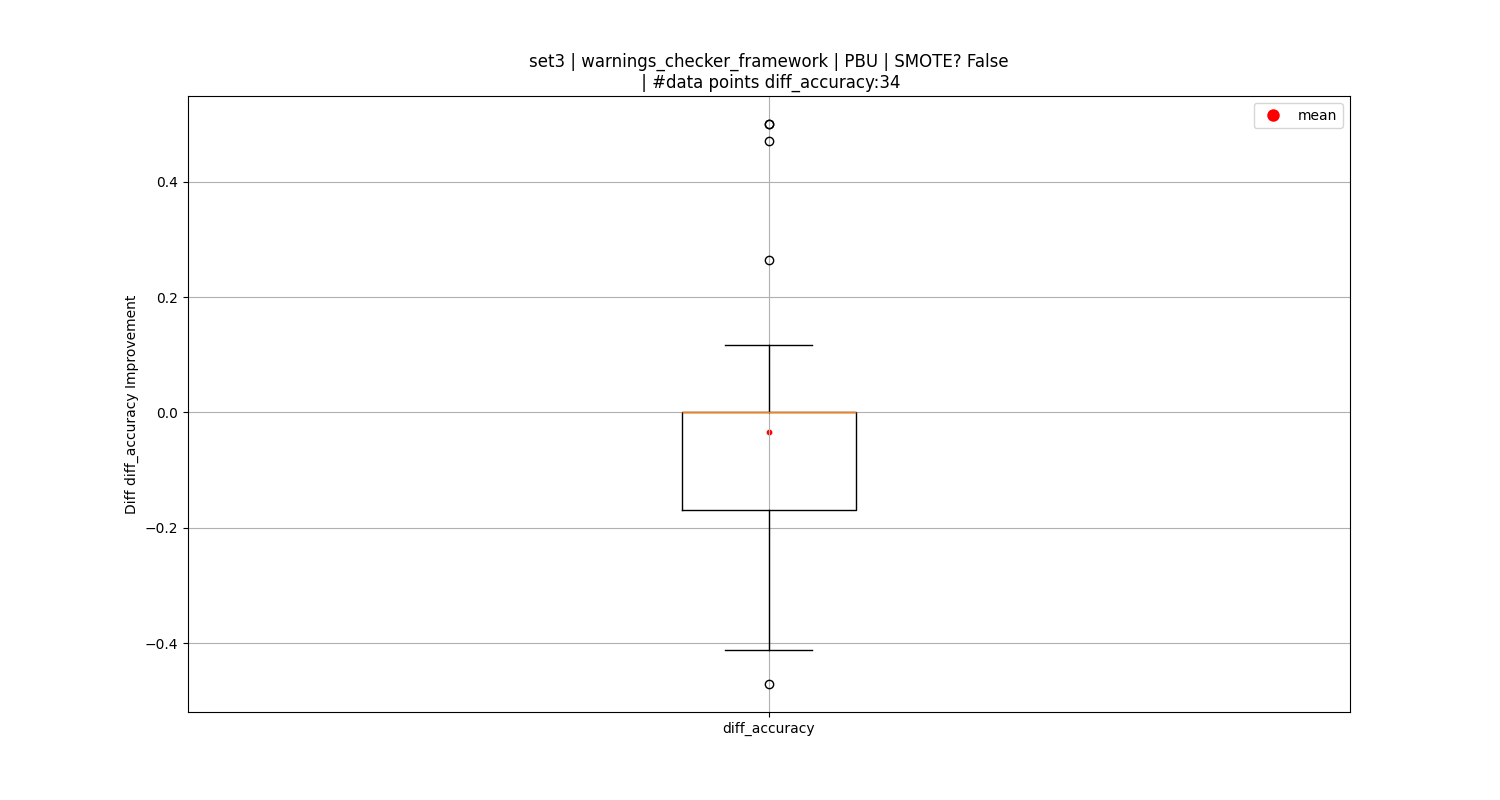 set3 | warnings_checker_framework | PBU | SMOTE? False
| #data points diff_accuracy:34
mean
0.4
0.2
0.0
−0.2
−0.4
Diff diff_accuracy Improvement
diff_accuracy